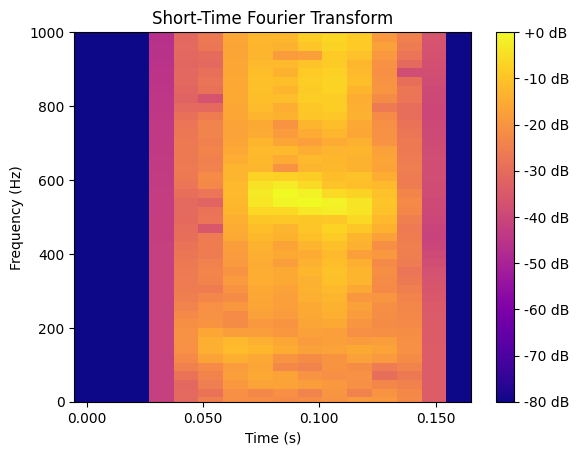 Short-Time Fourier Transform
1000
800
600
400
200
0
Frequency (Hz)
0.000
0.050
0.100
0.150
Time (s)
+0 dB
-10 dB
-20 dB
-30 dB
-40 dB
-50 dB
-60 dB
-70 dB
-80 dB